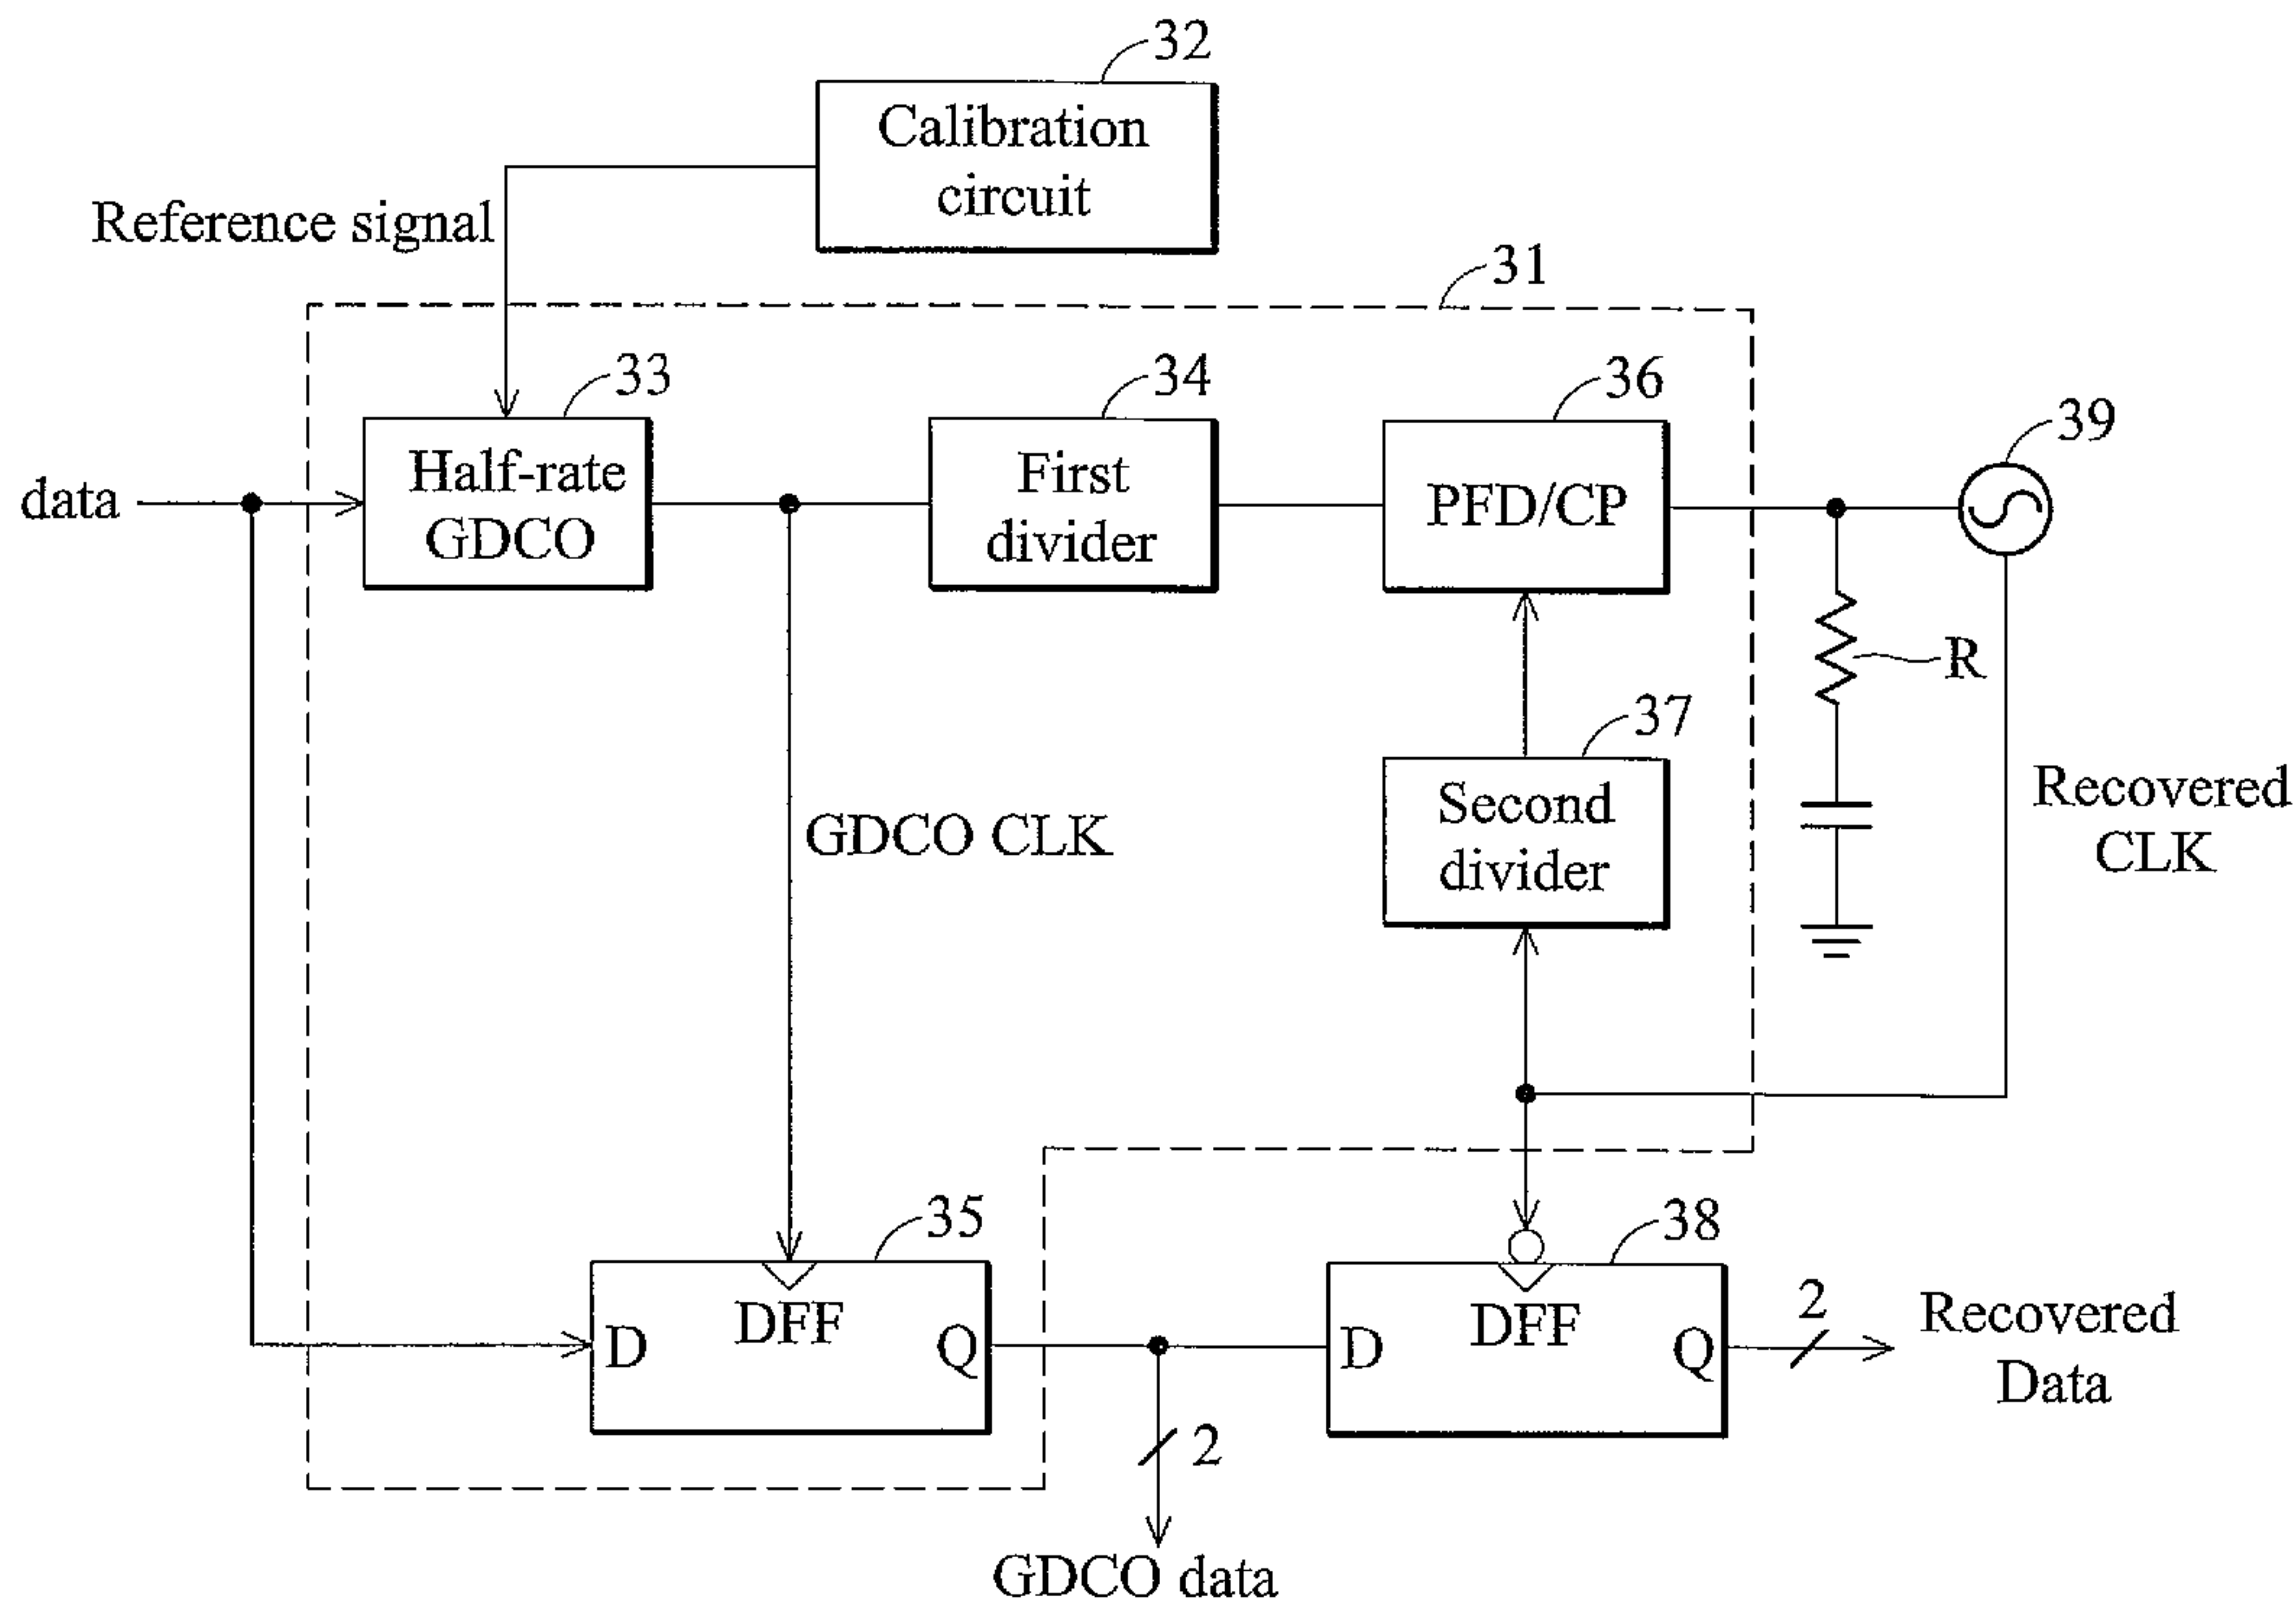 32
Calibration
circuit
Reference signal
31
33
34
36
39
data
Half-rate
GDCO
First
divider
PFD/CP
R
37
Second
divider
Recovered
CLK
GDCO CLK
35
38
D
DFF
Q
D
DFF
Q
2
Recovered
Data
2
GDCO data